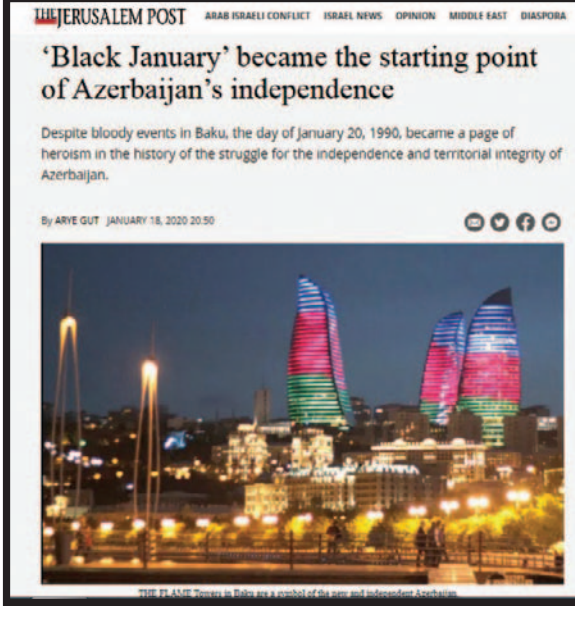 THE JERUSALEM POST ARAB ISRAELI CONFLICT ISRAEL NEWS OPINION MIDDLE EAST DIASPORA
‘Black January’ became the starting point
of Azerbaijan’s independence
Despite bloody events in Baku, the day of January 20, 1990, became a page of
heroism in the history of the struggle for the independence and territorial integrity of
Azerbaijan.
By ARYE GUT JANUARY 18, 2020 20:50
THE FLAME Towers in Baku are a symbol of the new and independent Azerbaijan.